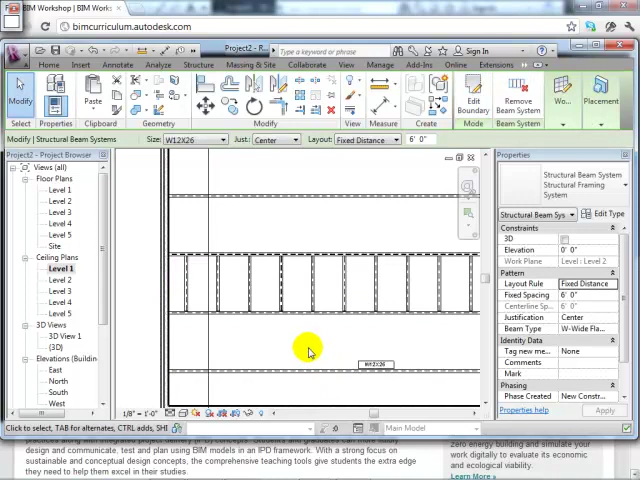 BIM Workshop | BIM Works
bimcurriculum.autodesk.com
Project2 - R...
Type a keyword or phrase
Sign In
Home Insert Annotate Analyze Structure Massing & Site Collaborate View Manage Add-Ins Online Extensions
Modify
Paste
Edit Boundary
Remove Beam System
Wo...
Placement
Select Properties Clipboard Geometry Modify View Measure Create Mode Beam System
Modify | Structural Beam Systems Size: W12X26 Just.: Center Layout: Fixed Distance 6' 0"
Project2 - Project Browser
Views (all)
Floor Plans
Level 1
Level 2
Level 3
Level 4
Level 5
Site
Ceiling Plans
Level 1
Level 2
Level 3
Level 4
Level 5
3D Views
3D View 1
{3D}
Elevations (Building
East
North
South
West
W12X26
Properties
Structural Beam System
Structural Framing System
Structural Beam Sys
Edit Type
Constraints
3D
Elevation 0' 0"
Work Plane Level : Level 2
Pattern
Layout Rule Fixed Distance
Fixed Spacing 6' 0"
Centerline Sp... 
Justification Center
Beam Type W-Wide Fla...
Identity Data
Tag new me... None
Comments
Mark
Phasing
Phase Created New Constr...
Properties help
Apply
1/8" = 1'-0"
Click to select, TAB for alternates, CTRL adds, SHI
:0
Main Model
design and communicate, test and plan using BIM models in an IPD framework. With a strong focus on
sustainable and conceptual design concepts, the comprehensive teaching tools give students the extra edge
they need to help them excel in their studies.
zero energy building and simulate your
work digitally to evaluate its economic
and ecological viability.
Learn More »